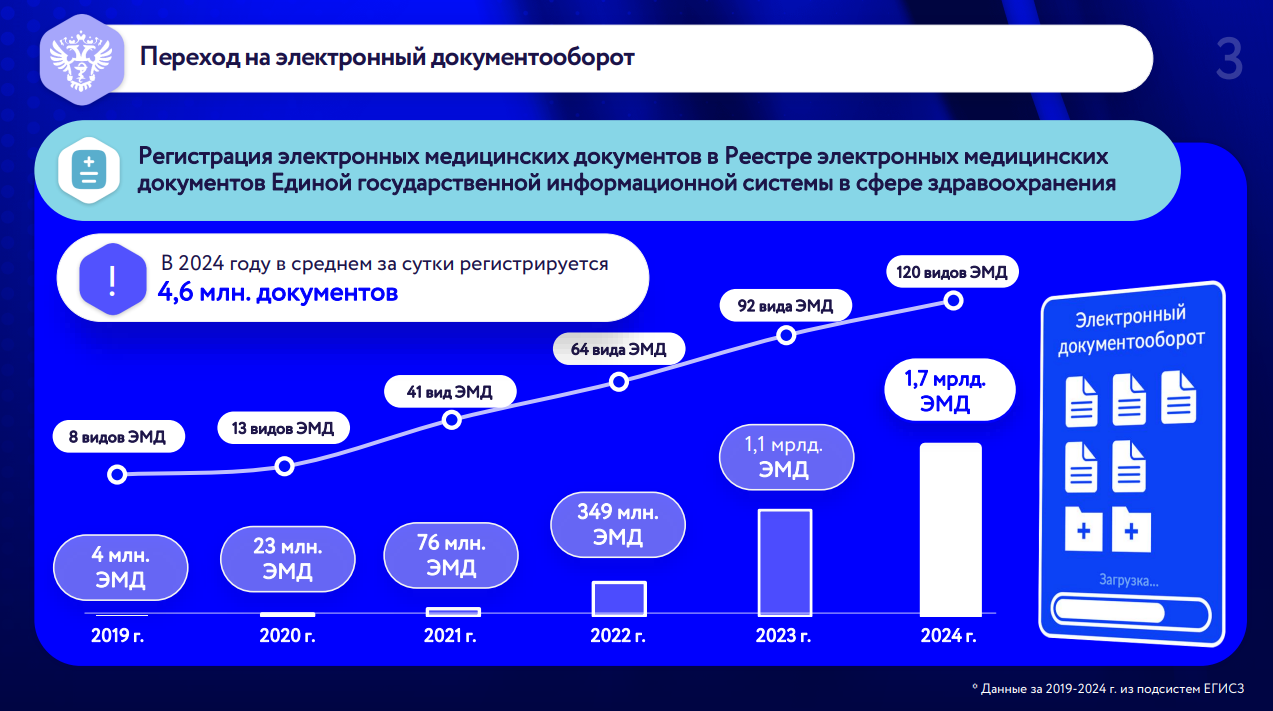 Переход на электронный документооборот
3
Регистрация электронных медицинских документов в Реестре электронных медицинских
документов Единой государственной информационной системы в сфере здравоохранения
!
В 2024 году в среднем за сутки регистрируется
4,6 млн. документов
8 видов ЭМД
13 видов ЭМД
41 вид ЭМД
64 вида ЭМД
92 вида ЭМД
120 видов ЭМД
4 млн.
ЭМД
23 млн.
ЭМД
76 млн.
ЭМД
349 млн.
ЭМД
1,1 мрлд.
ЭМД
1,7 мрлд.
ЭМД
2019 г.
2020 г.
2021 г.
2022 г.
2023 г.
2024 г.
Электронный
документооборот
Загрузка...
° Данные за 2019-2024 г. из подсистем ЕГИСЗ